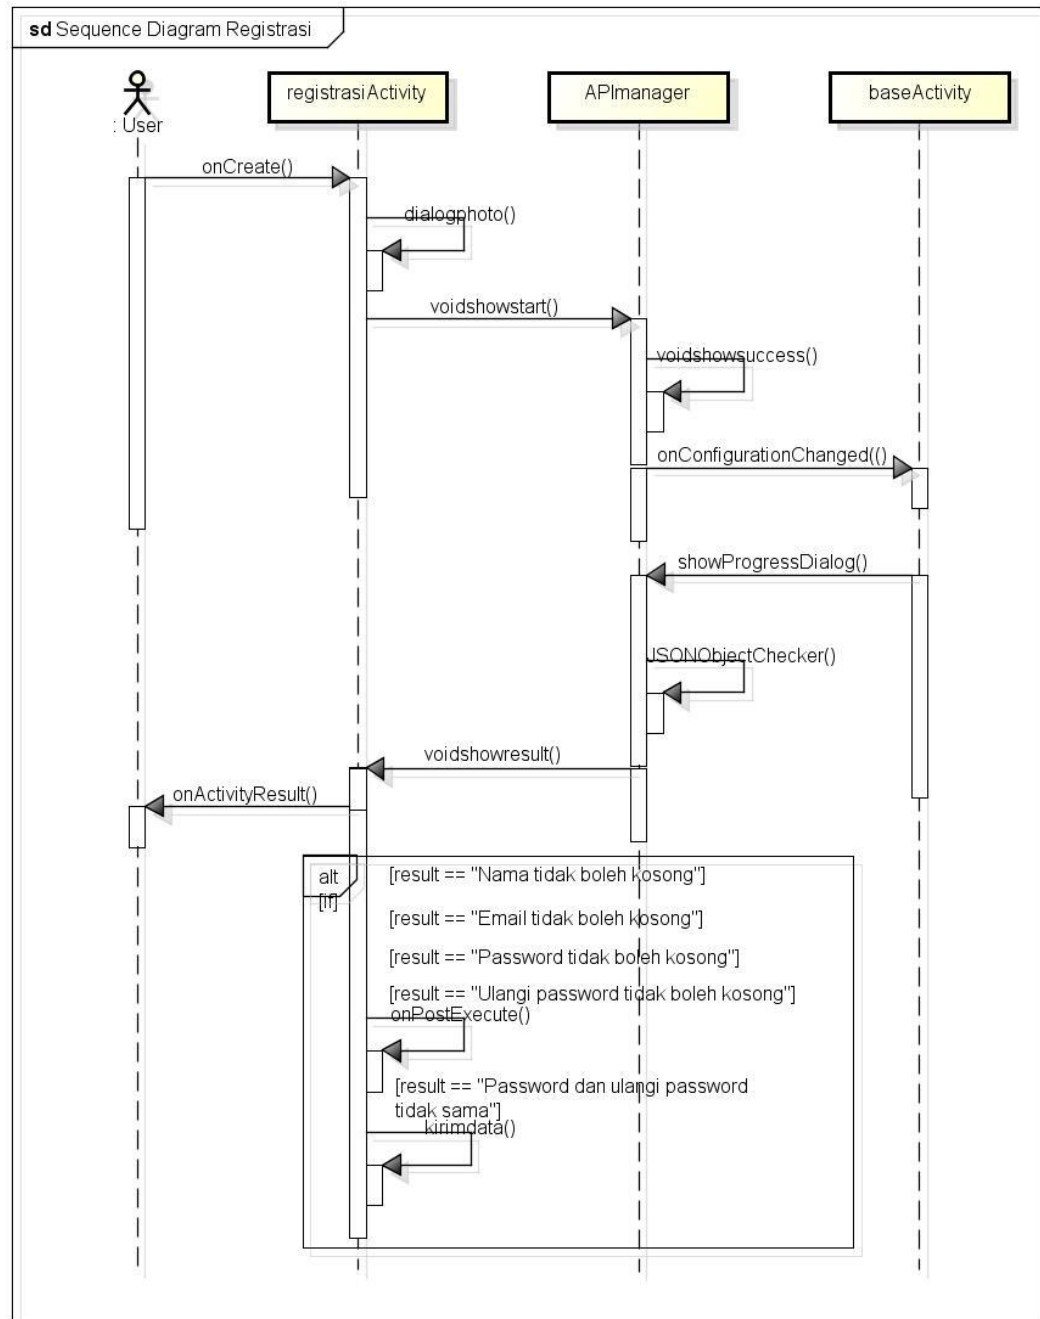 sd Sequence Diagram Registrasi
: User
registrasiActivity
APImanager
baseActivity
onCreate()
dialogphoto()
voidshowstart()
voidshowsuccess()
onConfigurationChanged(()
showProgressDialog()
JSONObjectChecker()
voidshowresult()
onActivityResult()
alt
[if]
[result == "Nama tidak boleh kosong"]
[result == "Email tidak boleh kosong"]
[result == "Password tidak boleh kosong"]
[result == "Ulangi password tidak boleh kosong"]
onPostExecute()
[result == "Password dan ulangi password
tidak sama"]
kirimdata()